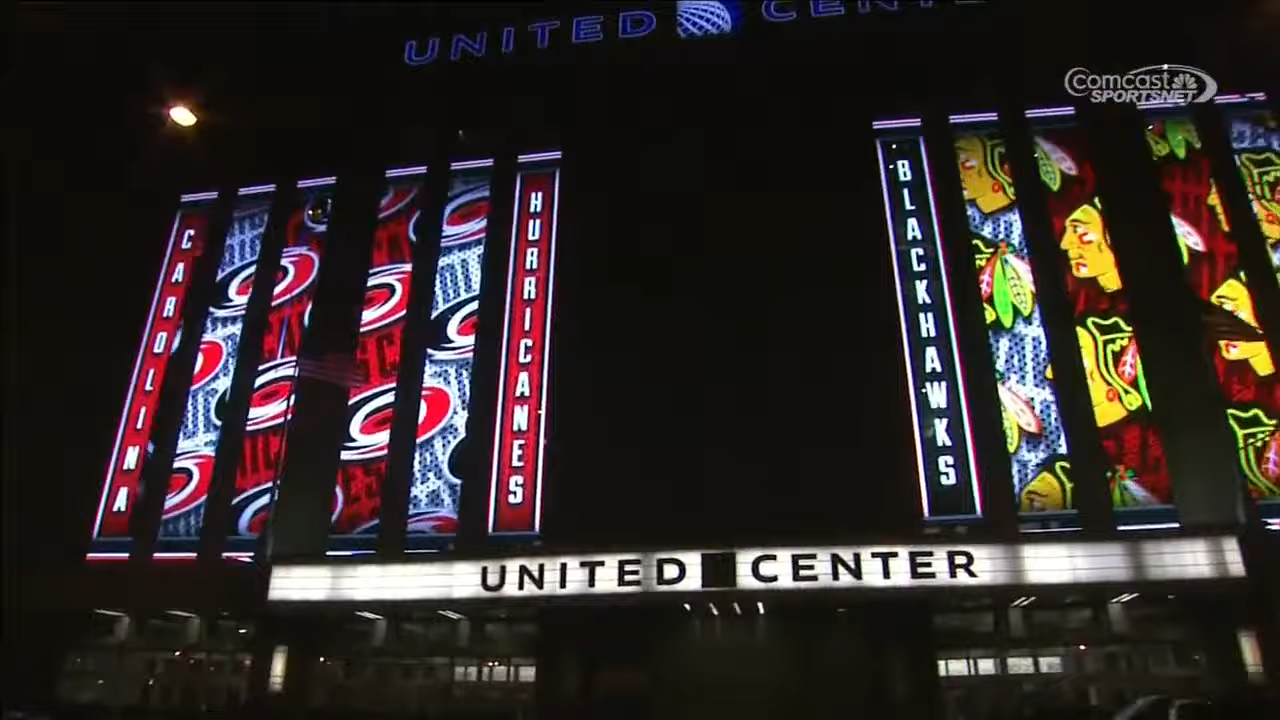 UNITED CENTER
Comcast
SPORTSNET
CAROLINA
HURRICANES
BLACKHAWKS
UNITED CENTER